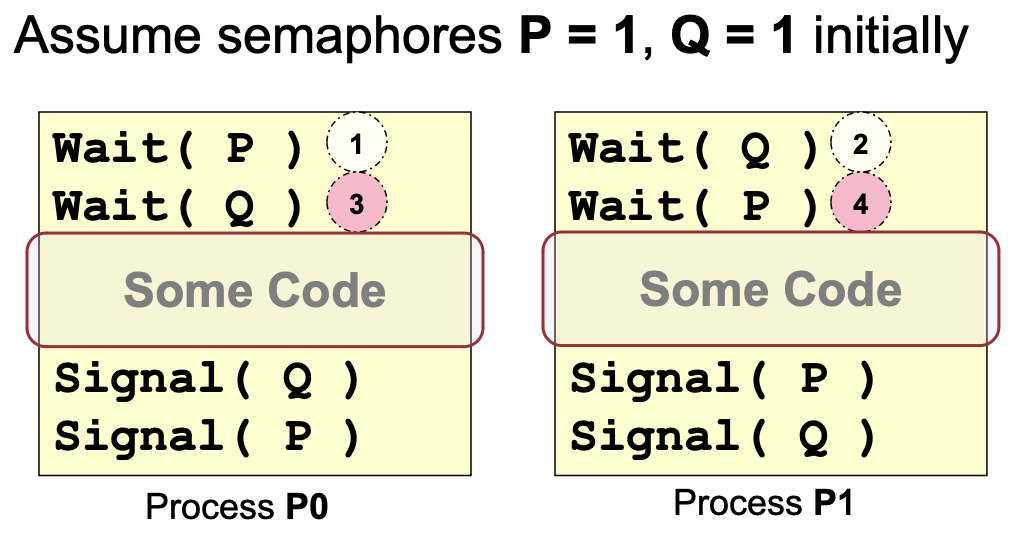 Assume semaphores P = 1, Q = 1 initially
Wait( P ) 1
Wait( Q ) 3
Some Code
Signal( Q )
Signal( P )
Process P0
Wait( Q ) 2
Wait( P ) 4
Some Code
Signal( P )
Signal( Q )
Process P1